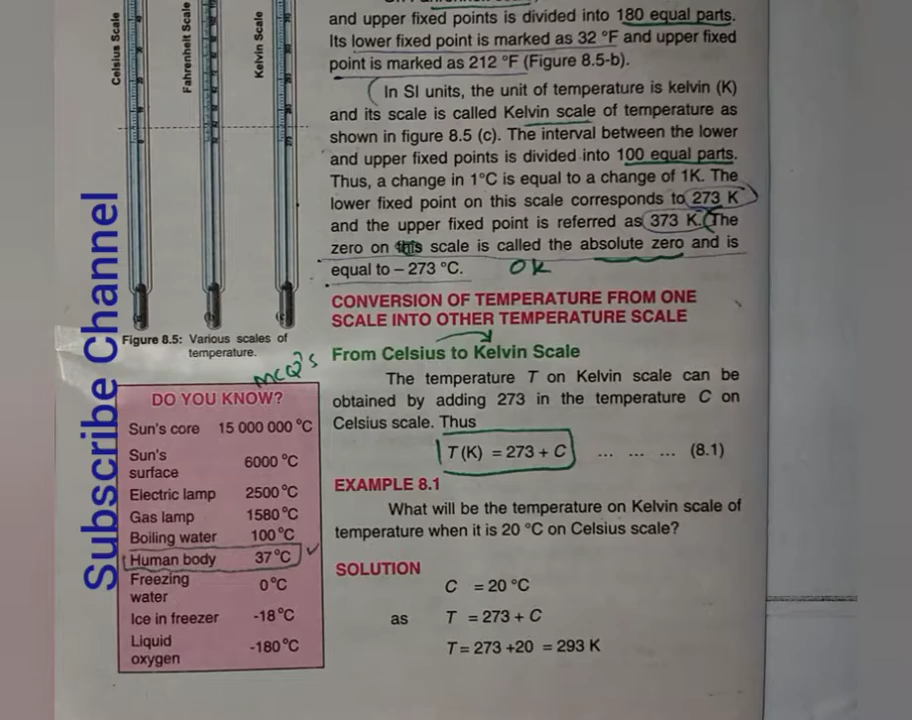 Celsius Scale
Fahrenheit Scale
Kelvin Scale
and upper fixed points is divided into 180 equal parts.
Its lower fixed point is marked as 32 °F and upper fixed
point is marked as 212 °F (Figure 8.5-b).
In SI units, the unit of temperature is kelvin (K)
and its scale is called Kelvin scale of temperature as
shown in figure 8.5 (c). The interval between the lower
and upper fixed points is divided into 100 equal parts.
Thus, a change in 1°C is equal to a change of 1K. The
lower fixed point on this scale corresponds to 273 K
and the upper fixed point is referred as 373 K. The
zero on this scale is called the absolute zero and is
equal to – 273 °C.
OK
Figure 8.5: Various scales of
temperature.
Subscribe Channel
CONVERSION OF TEMPERATURE FROM ONE
SCALE INTO OTHER TEMPERATURE SCALE
From Celsius to Kelvin Scale
The temperature T on Kelvin scale can be
obtained by adding 273 in the temperature C on
Celsius scale. Thus
T (K) = 273 + C ... ... ... (8.1)
EXAMPLE 8.1
What will be the temperature on Kelvin scale of
temperature when it is 20 °C on Celsius scale?
SOLUTION
C = 20 °C
as T = 273 + C
T = 273 +20 = 293 K
MCQ's
DO YOU KNOW?
Sun's core 15 000 000 °C
Sun's
surface 6000 °C
Electric lamp 2500 °C
Gas lamp 1580 °C
Boiling water 100 °C
Human body 37 °C
Freezing
water 0 °C
Ice in freezer -18 °C
Liquid
oxygen -180 °C